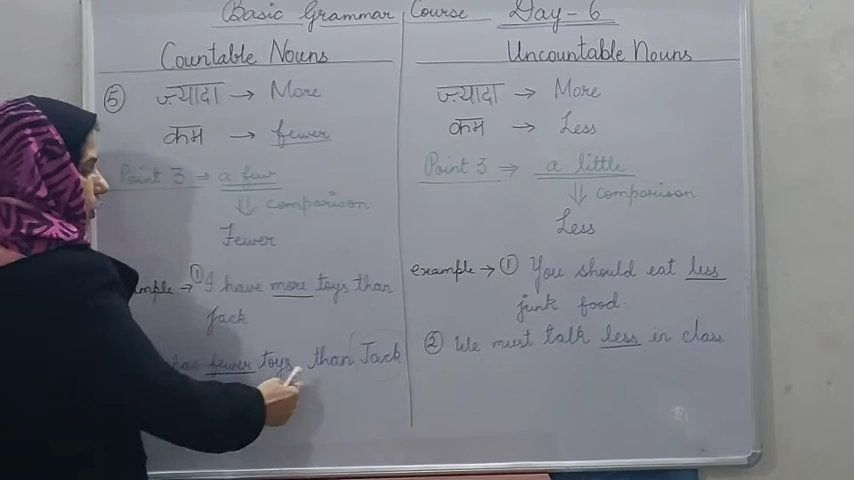 Basic Grammar Course Day-6
Countable Nouns
⑤ ज़्यादा → More
कम → fewer
Point 3 → a few
⇓ comparison
Fewer
mple → ① I have more toys than
Jack
has fewer toys than Jack
Uncountable Nouns
ज़्यादा → More
कम → Less
Point 3 → a little
⇓ comparison
Less
example → ① You should eat less
junk food.
② We must talk less in class.